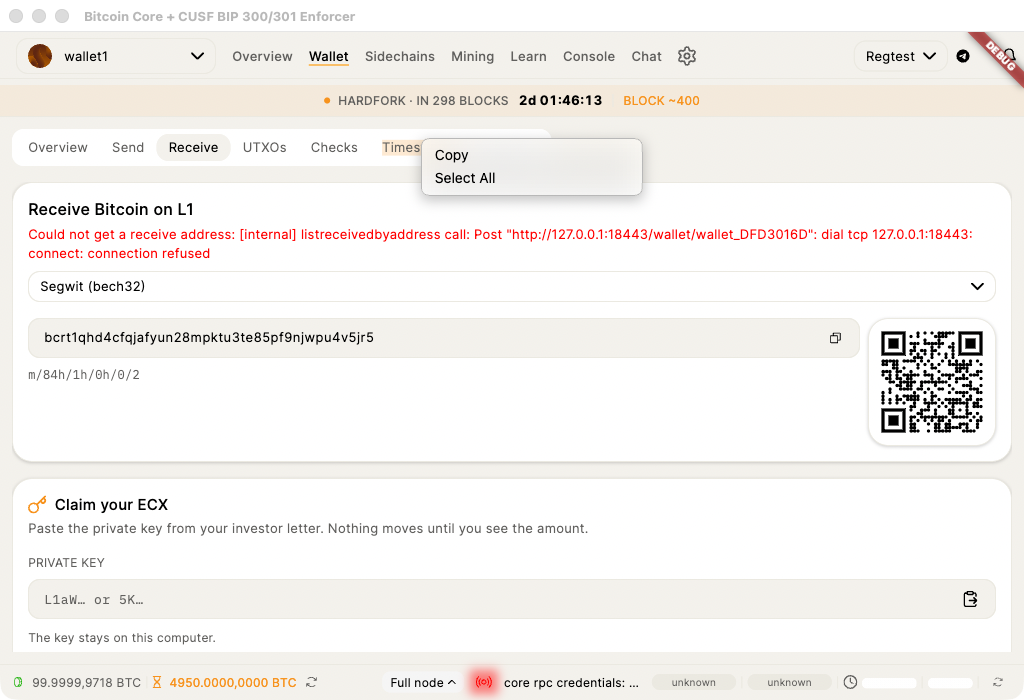 Bitcoin Core + CUSF BIP 300/301 Enforcer
wallet1
Overview
Wallet
Sidechains
Mining
Learn
Console
Chat
Regtest
DEBUG
HARDFORK · IN 298 BLOCKS 2d 01:46:13 BLOCK ~400
Overview
Send
Receive
UTXOs
Checks
Times
Copy
Select All
Receive Bitcoin on L1
Could not get a receive address: [internal] listreceivedbyaddress call: Post "http://127.0.0.1:18443/wallet/wallet_DFD3016D": dial tcp 127.0.0.1:18443:
connect: connection refused
Segwit (bech32)
bcrt1qhd4cfqjafyun28mpktu3te85pf9njwpu4v5jr5
m/84h/1h/0h/0/2
Claim your ECX
Paste the private key from your investor letter. Nothing moves until you see the amount.
PRIVATE KEY
L1aW… or 5K…
The key stays on this computer.
99.9999,9718 BTC
4950.0000,0000 BTC
Full node
core rpc credentials: ...
unknown
unknown